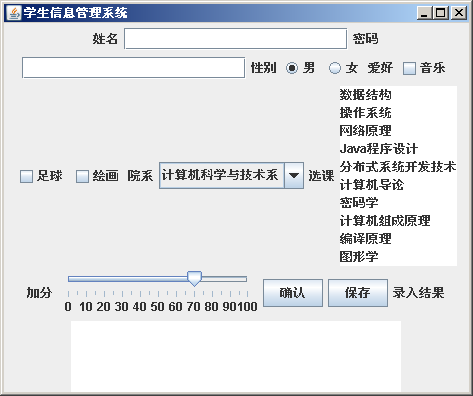 学生信息管理系统
姓名 密码
性别 男 女 爱好 音乐
数据结构
操作系统
网络原理
Java程序设计
分布式系统开发技术
计算机导论
密码学
计算机组成原理
编译原理
图形学
足球 绘画 院系 计算机科学与技术系 选课
加分 确认 保存 录入结果
0 10 20 30 40 50 60 70 80 90 100